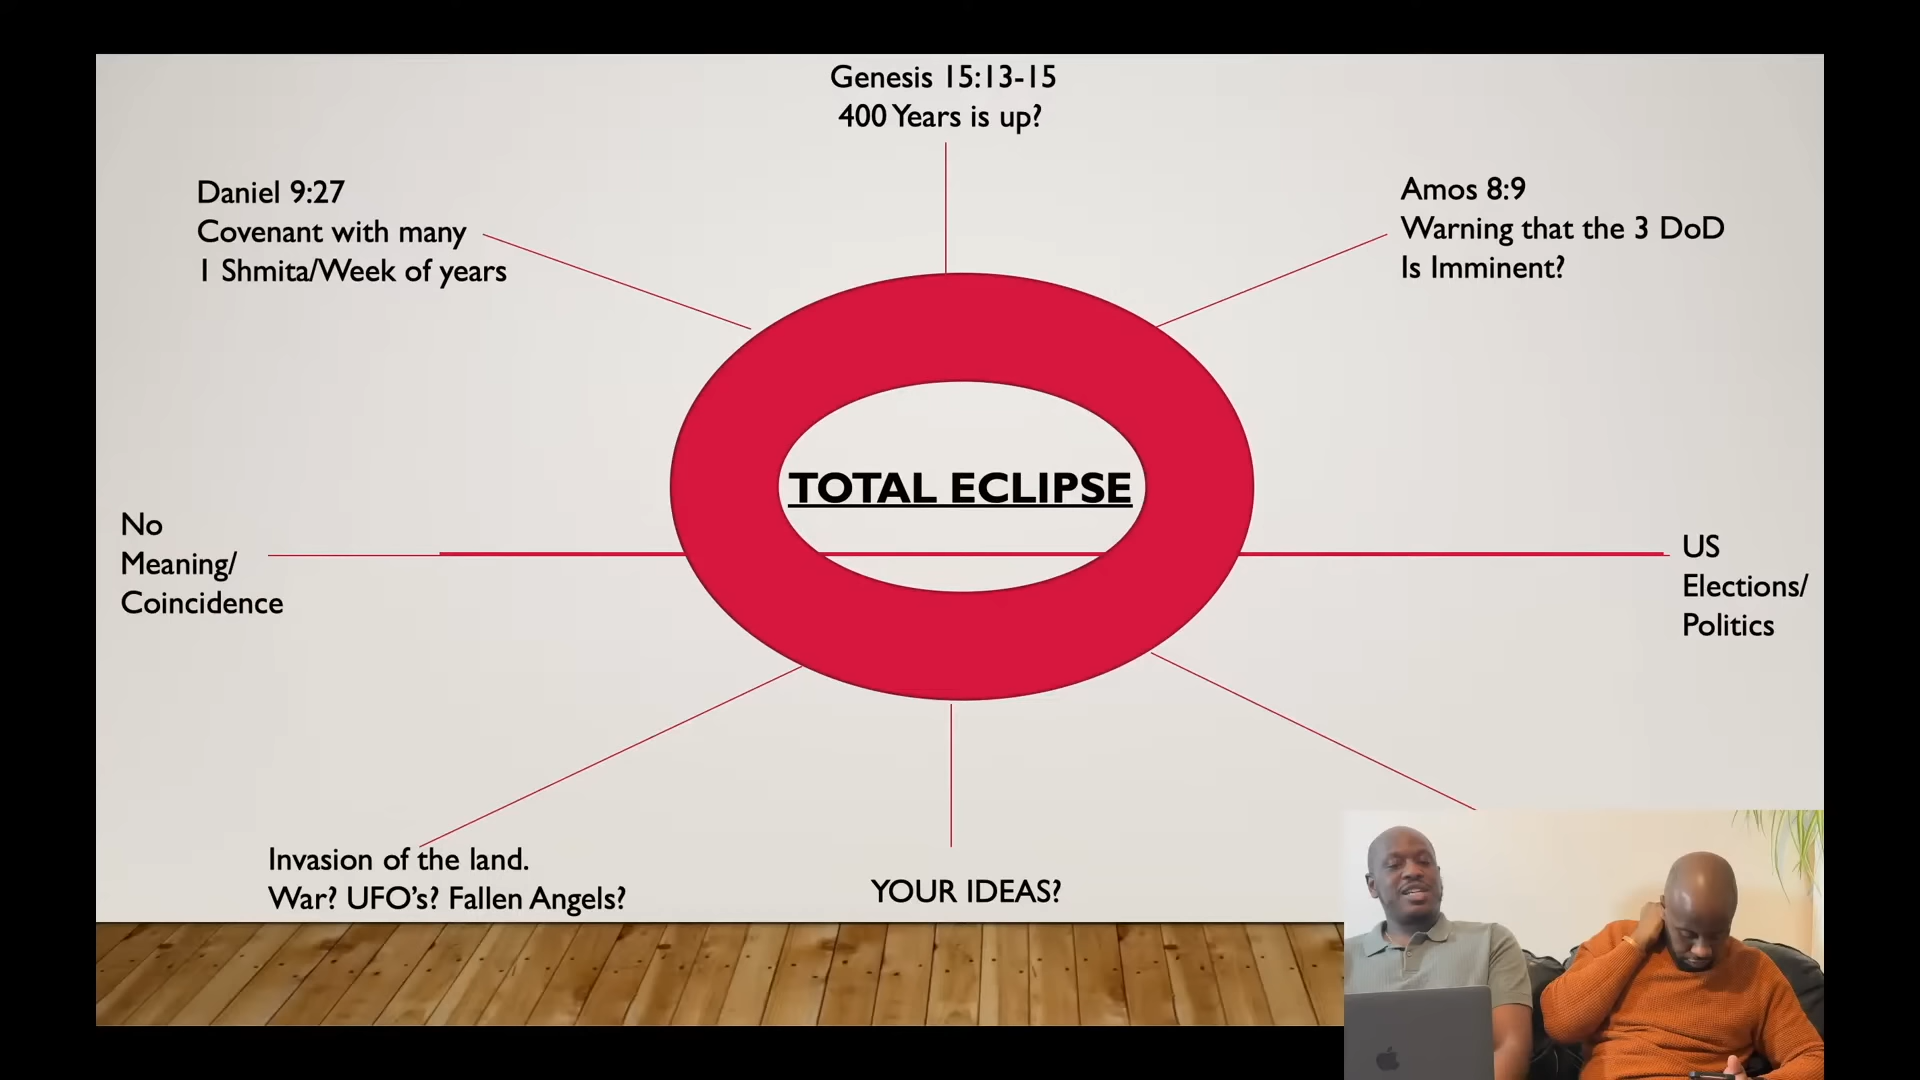 Genesis 15:13-15
400 Years is up?
Daniel 9:27
Covenant with many
1 Shmita/Week of years
Amos 8:9
Warning that the 3 DoD
Is Imminent?
TOTAL ECLIPSE
No
Meaning/
Coincidence
US
Elections/
Politics
Invasion of the land.
War? UFO's? Fallen Angels?
YOUR IDEAS?